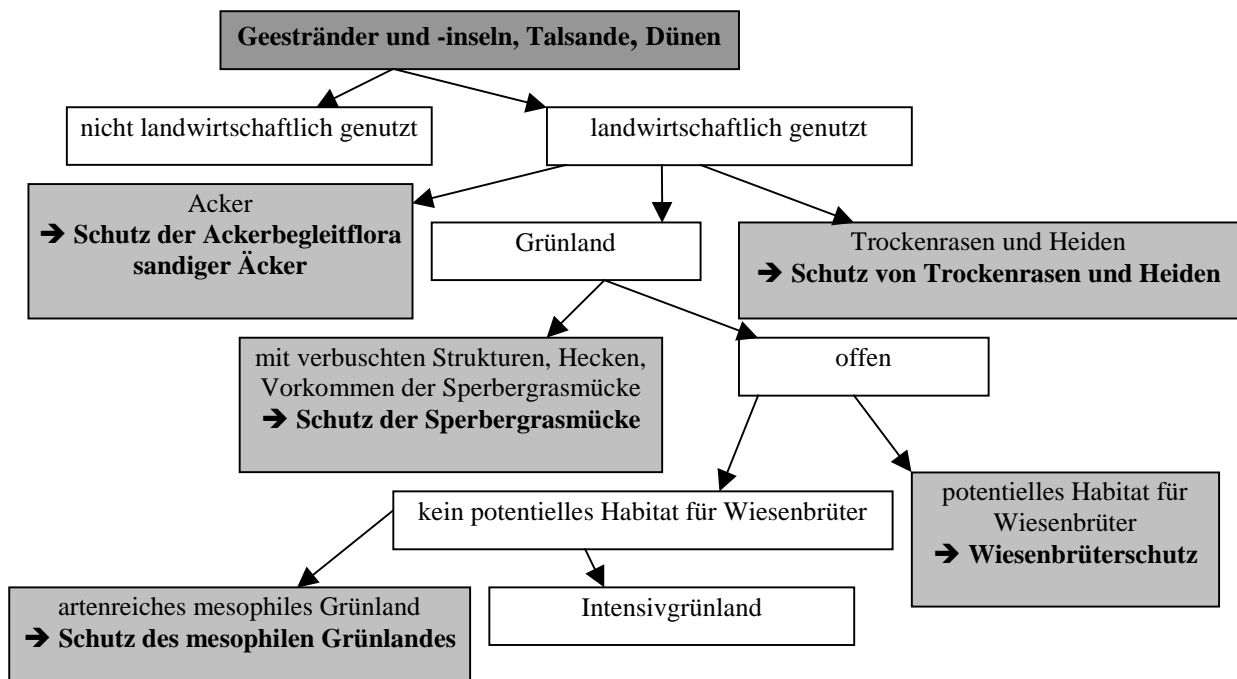 Geestränder und -inseln, Talsande, Dünen
nicht landwirtschaftlich genutzt
landwirtschaftlich genutzt
Acker
➔ Schutz der Ackerbegleitflora
sandiger Äcker
Grünland
Trockenrasen und Heiden
➔ Schutz von Trockenrasen und Heiden
mit verbuschten Strukturen, Hecken,
Vorkommen der Sperbergrasmücke
➔ Schutz der Sperbergrasmücke
offen
kein potentielles Habitat für Wiesenbrüter
potentielles Habitat für
Wiesenbrüter
➔ Wiesenbrüterschutz
artenreiches mesophiles Grünland
➔ Schutz des mesophilen Grünlandes
Intensivgrünland